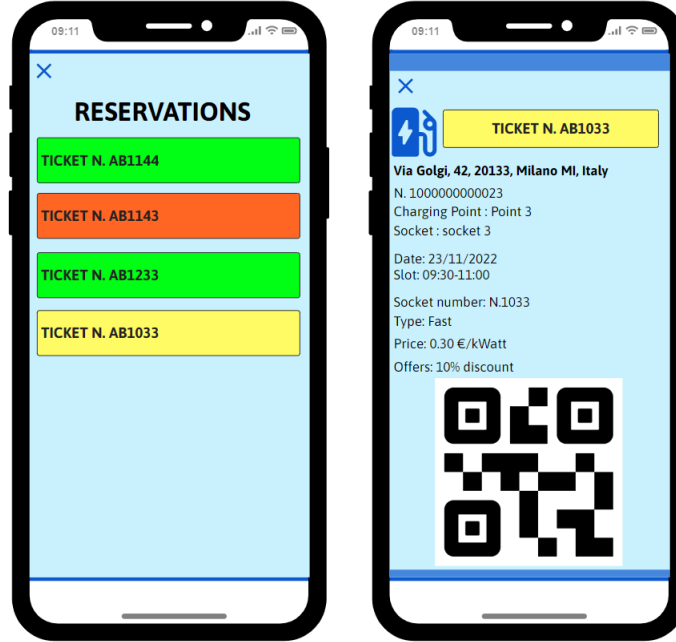 09:11
RESERVATIONS
TICKET N. AB1144
TICKET N. AB1143
TICKET N. AB1233
TICKET N. AB1033
09:11
TICKET N. AB1033
Via Golgi, 42, 20133, Milano MI, Italy
N. 1000000000023
Charging Point : Point 3
Socket : socket 3
Date: 23/11/2022
Slot: 09:30-11:00
Socket number: N.1033
Type: Fast
Price: 0.30 €/kWatt
Offers: 10% discount